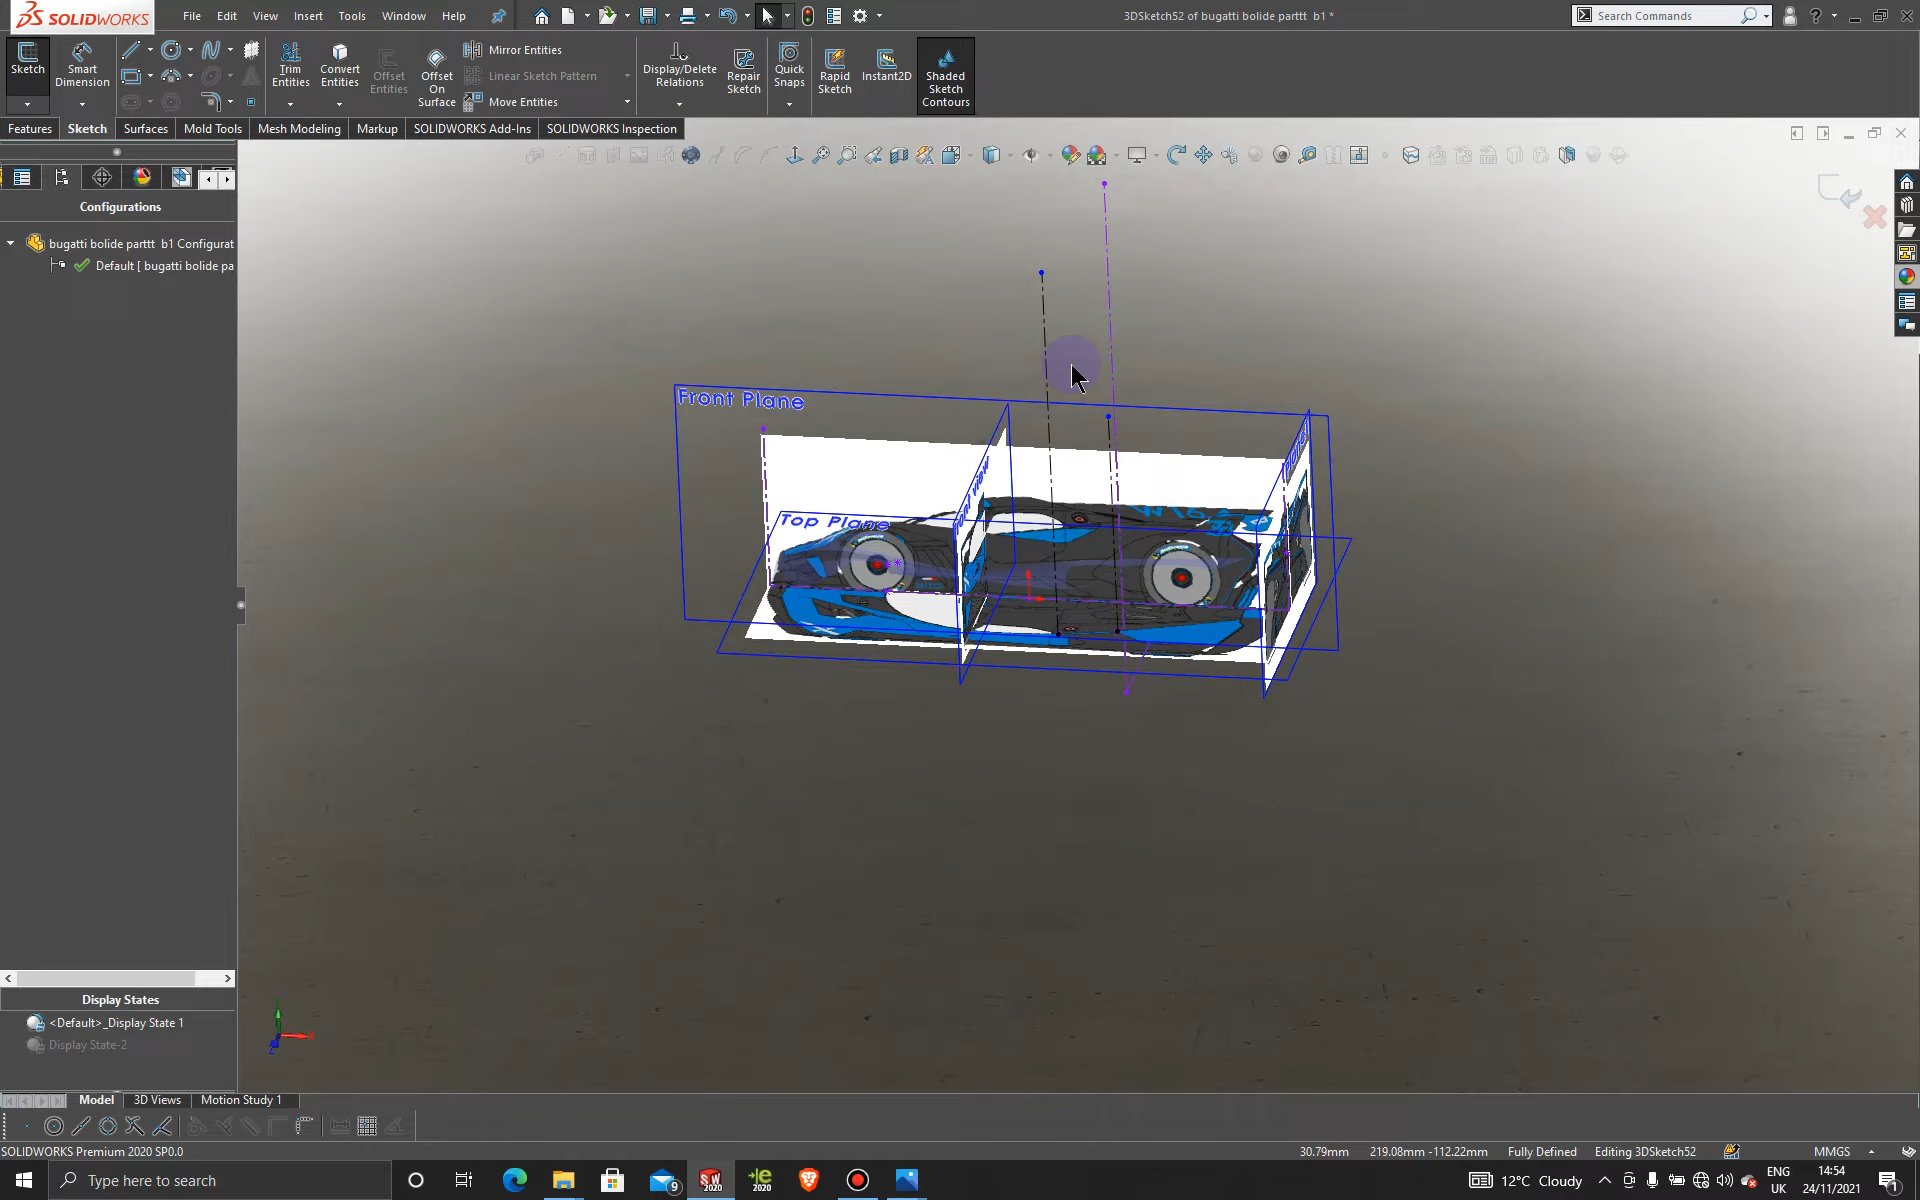 SOLIDWORKS
File Edit View Insert Tools Window Help
3DSketch52 of bugatti bolide parttt b1 *
Search Commands
Sketch
Smart Dimension
Trim Entities
Convert Entities
Offset Entities
Offset On Surface
Mirror Entities
Linear Sketch Pattern
Move Entities
Display/Delete Relations
Repair Sketch
Quick Snaps
Rapid Sketch
Instant2D
Shaded Sketch Contours
Features Sketch Surfaces Mold Tools Mesh Modeling Markup SOLIDWORKS Add-Ins SOLIDWORKS Inspection
Configurations
bugatti bolide parttt b1 Configurat
Default [ bugatti bolide pa
Front Plane
Top Plane
Display States
<Default>_Display State 1
Display State-2
Model 3D Views Motion Study 1
SOLIDWORKS Premium 2020 SP0.0
30.79mm 219.08mm -112.22mm Fully Defined Editing 3DSketch52 MMGS
Type here to search
9
SW 2020
2020
12°C Cloudy
ENG UK
14:54
24/11/2021
1